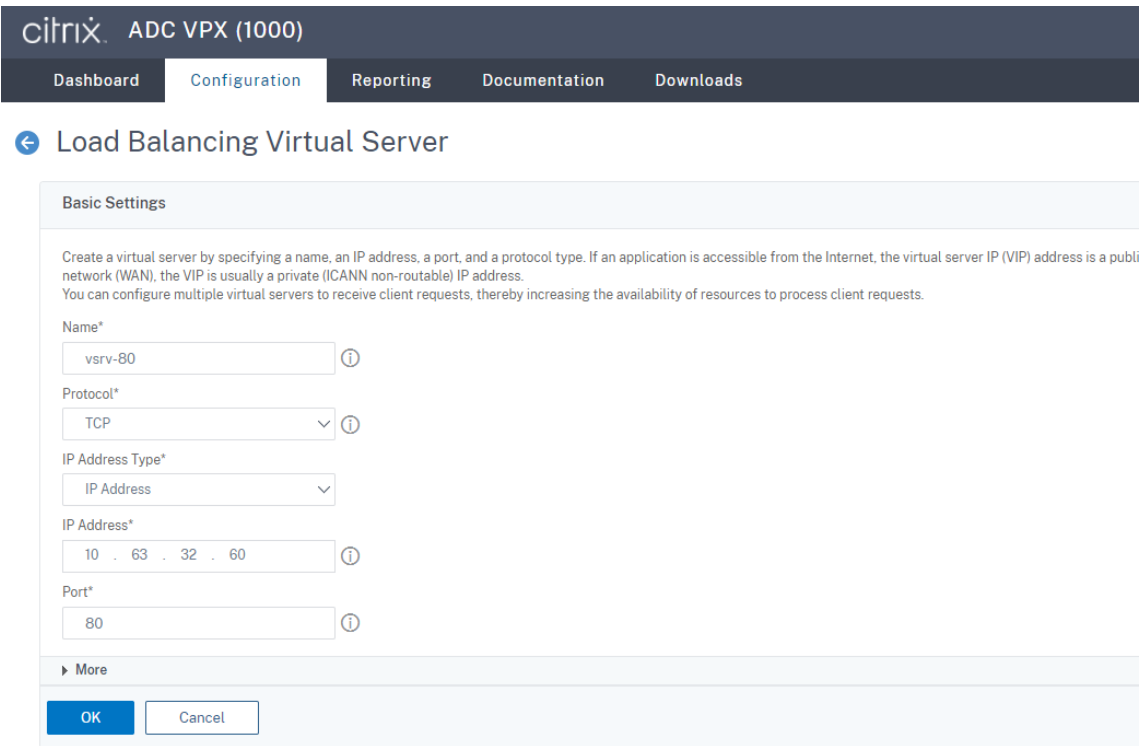 citrix. ADC VPX (1000)
Dashboard Configuration Reporting Documentation Downloads
Load Balancing Virtual Server
Basic Settings
Create a virtual server by specifying a name, an IP address, a port, and a protocol type. If an application is accessible from the Internet, the virtual server IP (VIP) address is a publi
network (WAN), the VIP is usually a private (ICANN non-routable) IP address.
You can configure multiple virtual servers to receive client requests, thereby increasing the availability of resources to process client requests.
Name*
vsrv-80
Protocol*
TCP
IP Address Type*
IP Address
IP Address*
10 . 63 . 32 . 60
Port*
80
More
OK Cancel